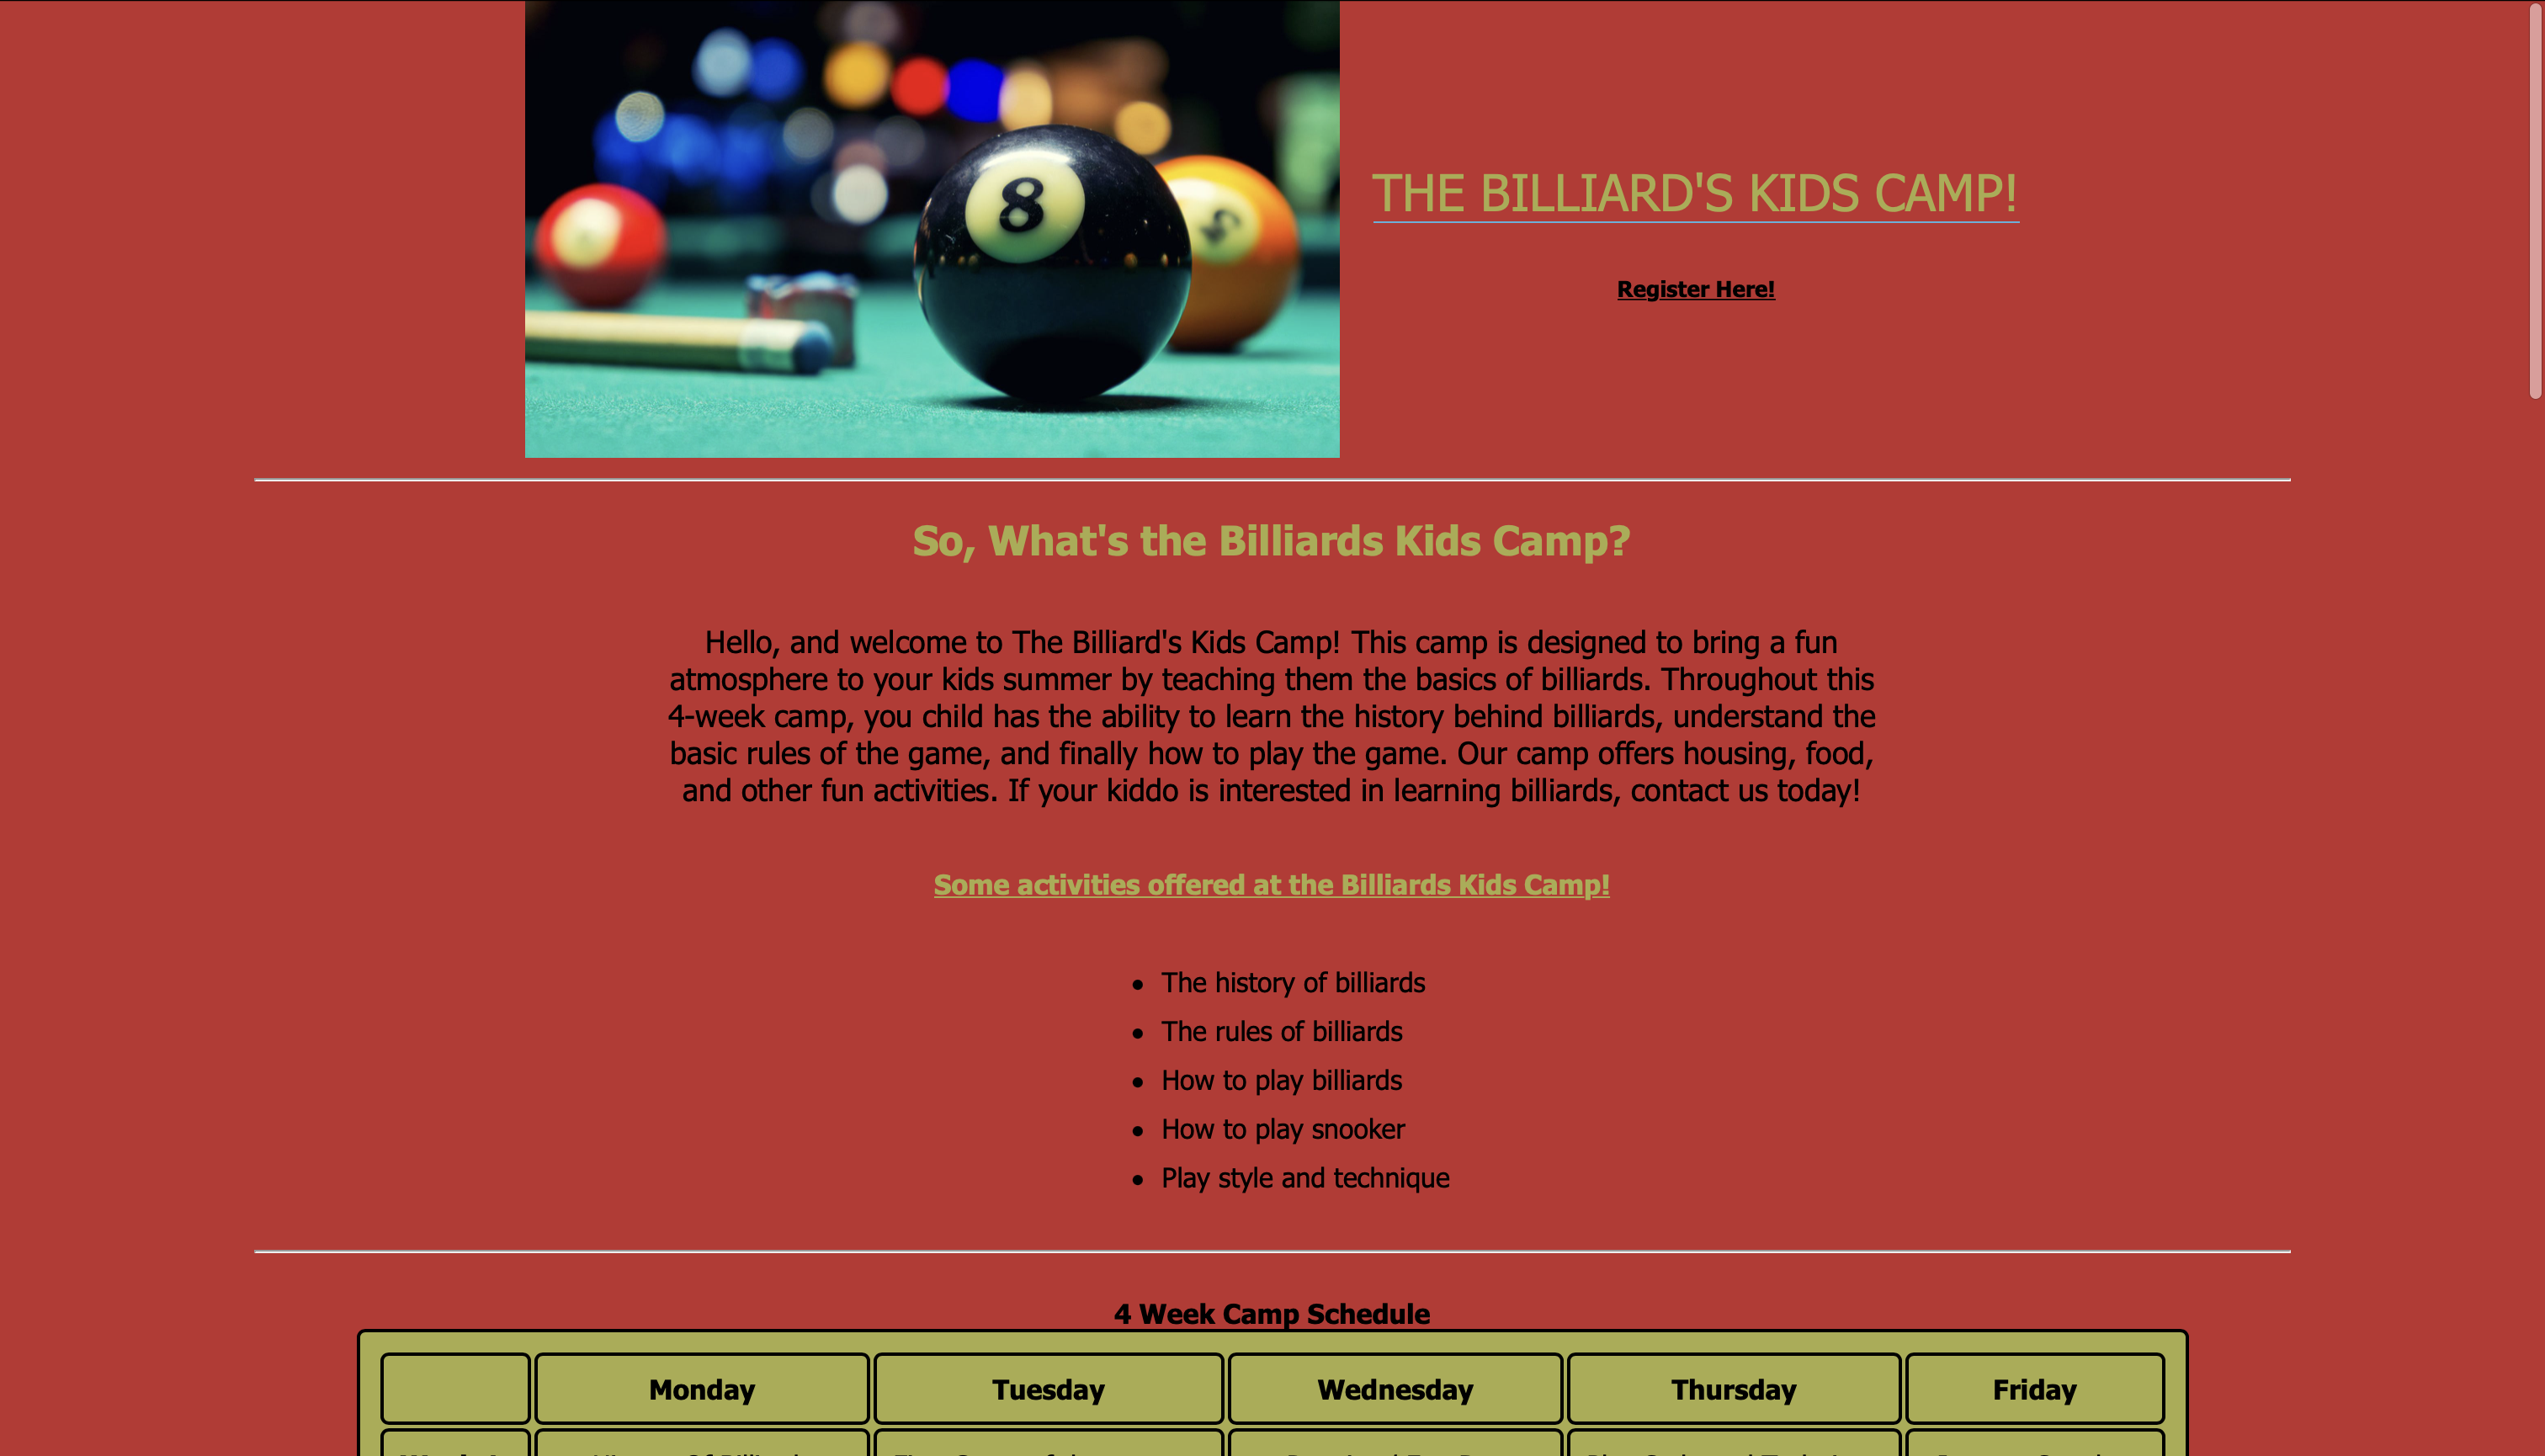 8
5
THE BILLIARD'S KIDS CAMP!
Register Here!
So, What's the Billiards Kids Camp?
Hello, and welcome to The Billiard's Kids Camp! This camp is designed to bring a fun
atmosphere to your kids summer by teaching them the basics of billiards. Throughout this
4-week camp, you child has the ability to learn the history behind billiards, understand the
basic rules of the game, and finally how to play the game. Our camp offers housing, food,
and other fun activities. If your kiddo is interested in learning billiards, contact us today!
Some activities offered at the Billiards Kids Camp!
The history of billiards
The rules of billiards
How to play billiards
How to play snooker
Play style and technique
4 Week Camp Schedule
Monday Tuesday Wednesday Thursday Friday